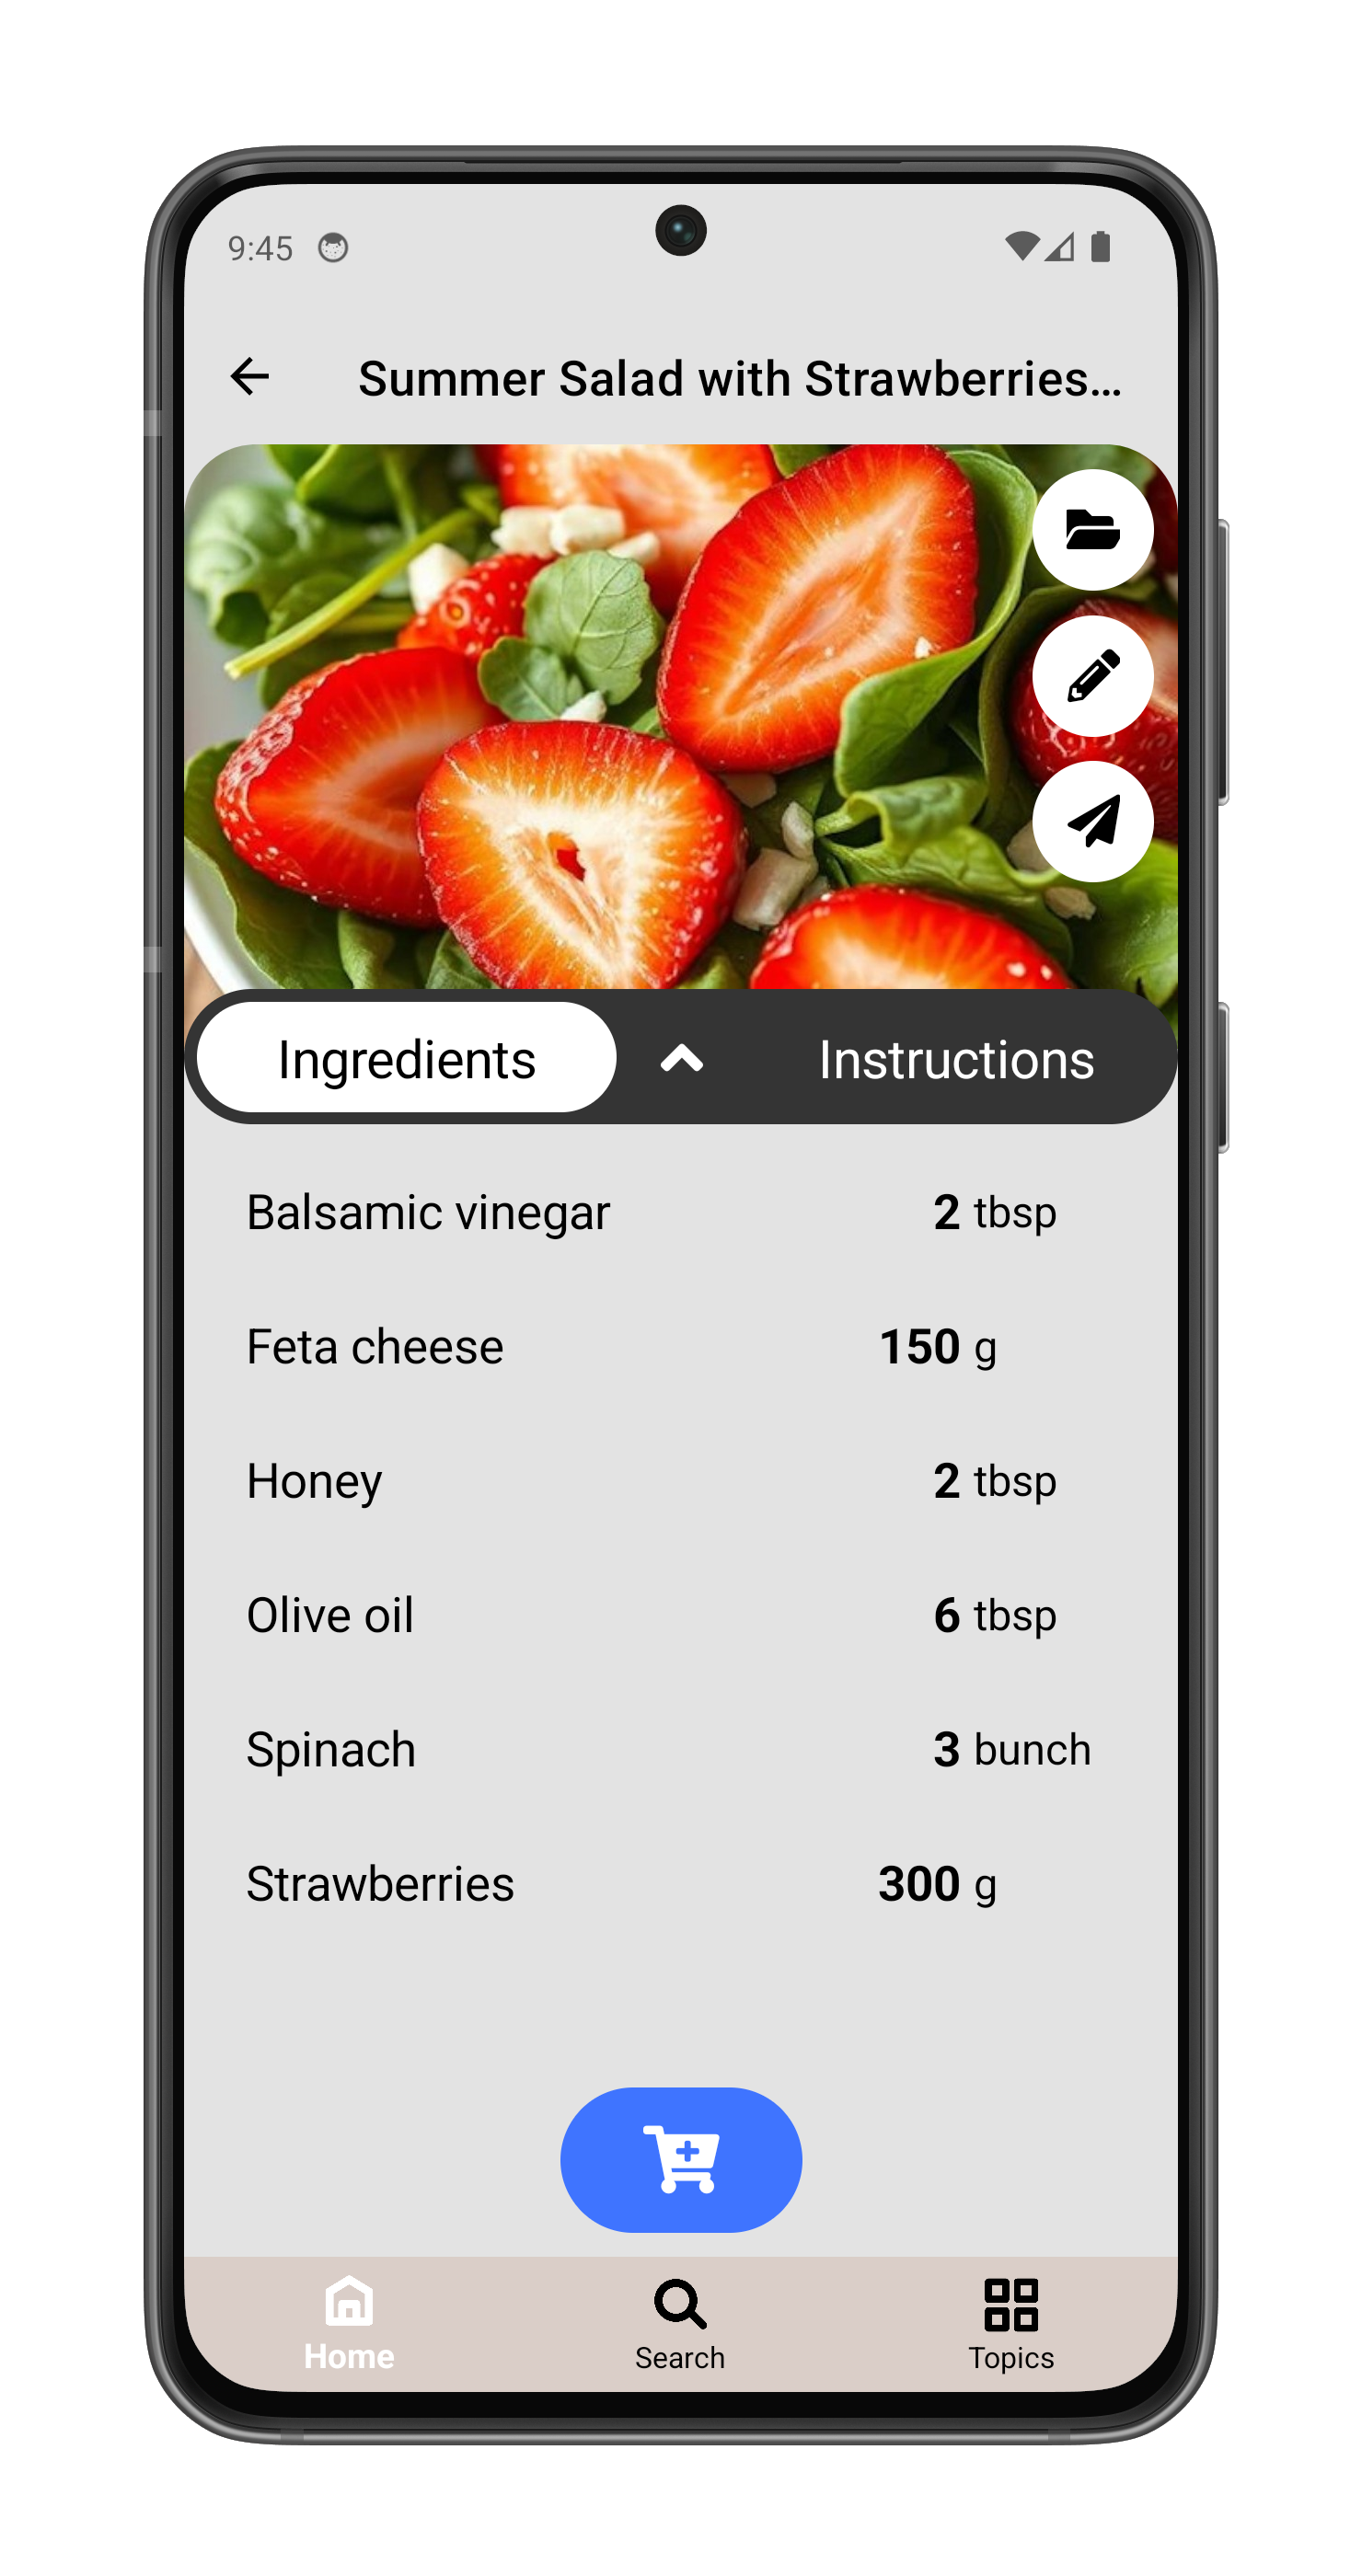 9:45
Summer Salad with Strawberries...
Ingredients
Instructions
Balsamic vinegar 2 tbsp
Feta cheese 150 g
Honey 2 tbsp
Olive oil 6 tbsp
Spinach 3 bunch
Strawberries 300 g
Home
Search
Topics